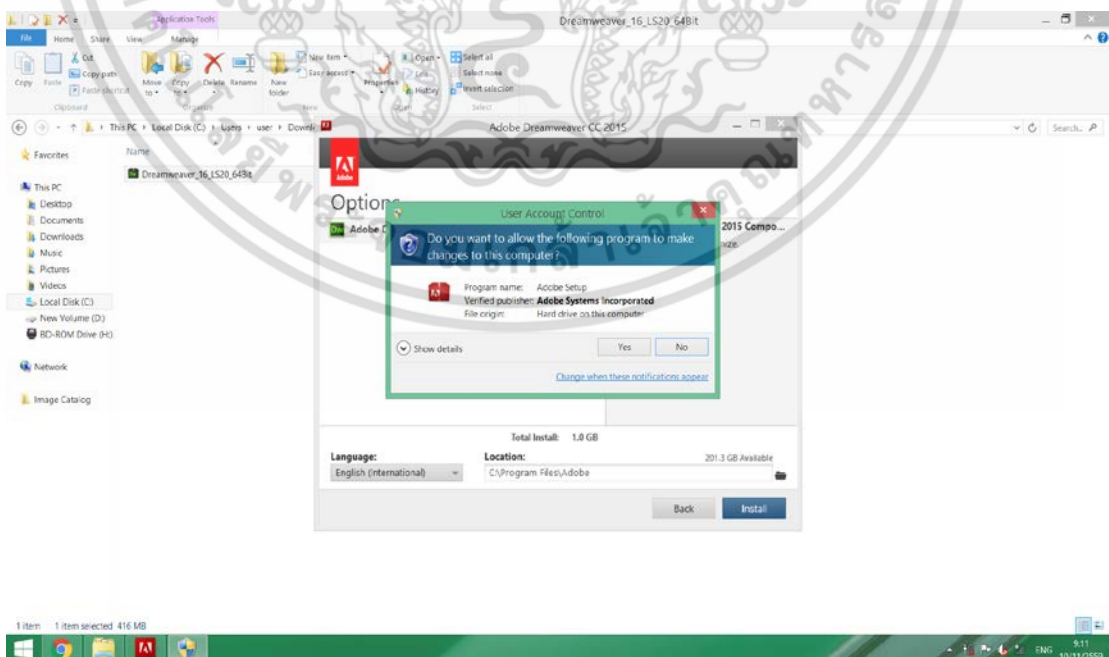 Application Tools
Dreamweaver_16_LS20_64Bit
File Home Share View Manage
Copy Paste
Cut
Copy path
Paste shortcut
Move to
Copy to
Delete
Rename
New folder
New item
Easy access
Properties
Open
History
Select all
Select none
Invert selection
Clipboard
Organize
New
Open
Select
This PC Local Disk (C:) Users user
Search...
Adobe Dreamweaver CC 2015
Favorites
This PC
Desktop
Documents
Downloads
Music
Pictures
Videos
Local Disk (C:)
New Volume (D:)
BD-ROM Drive (H:)
Network
Image Catalog
Name
Dreamweaver_16_LS20_64Bit
Adobe
User Account Control
Do you want to allow the following program to make
changes to this computer?
Program name: Adobe Setup
Verified publisher: Adobe Systems Incorporated
File origin: Hard drive on this computer
Show details
Yes No
Change when these notifications appear
2015 Compo...
Total Install: 1.0 GB
Language: Location: 201.3 GB Available
English (International) C:\Program Files\Adobe
Back Install
1 item 1 item selected 416 MB
ENG
9:11
10/11/2559